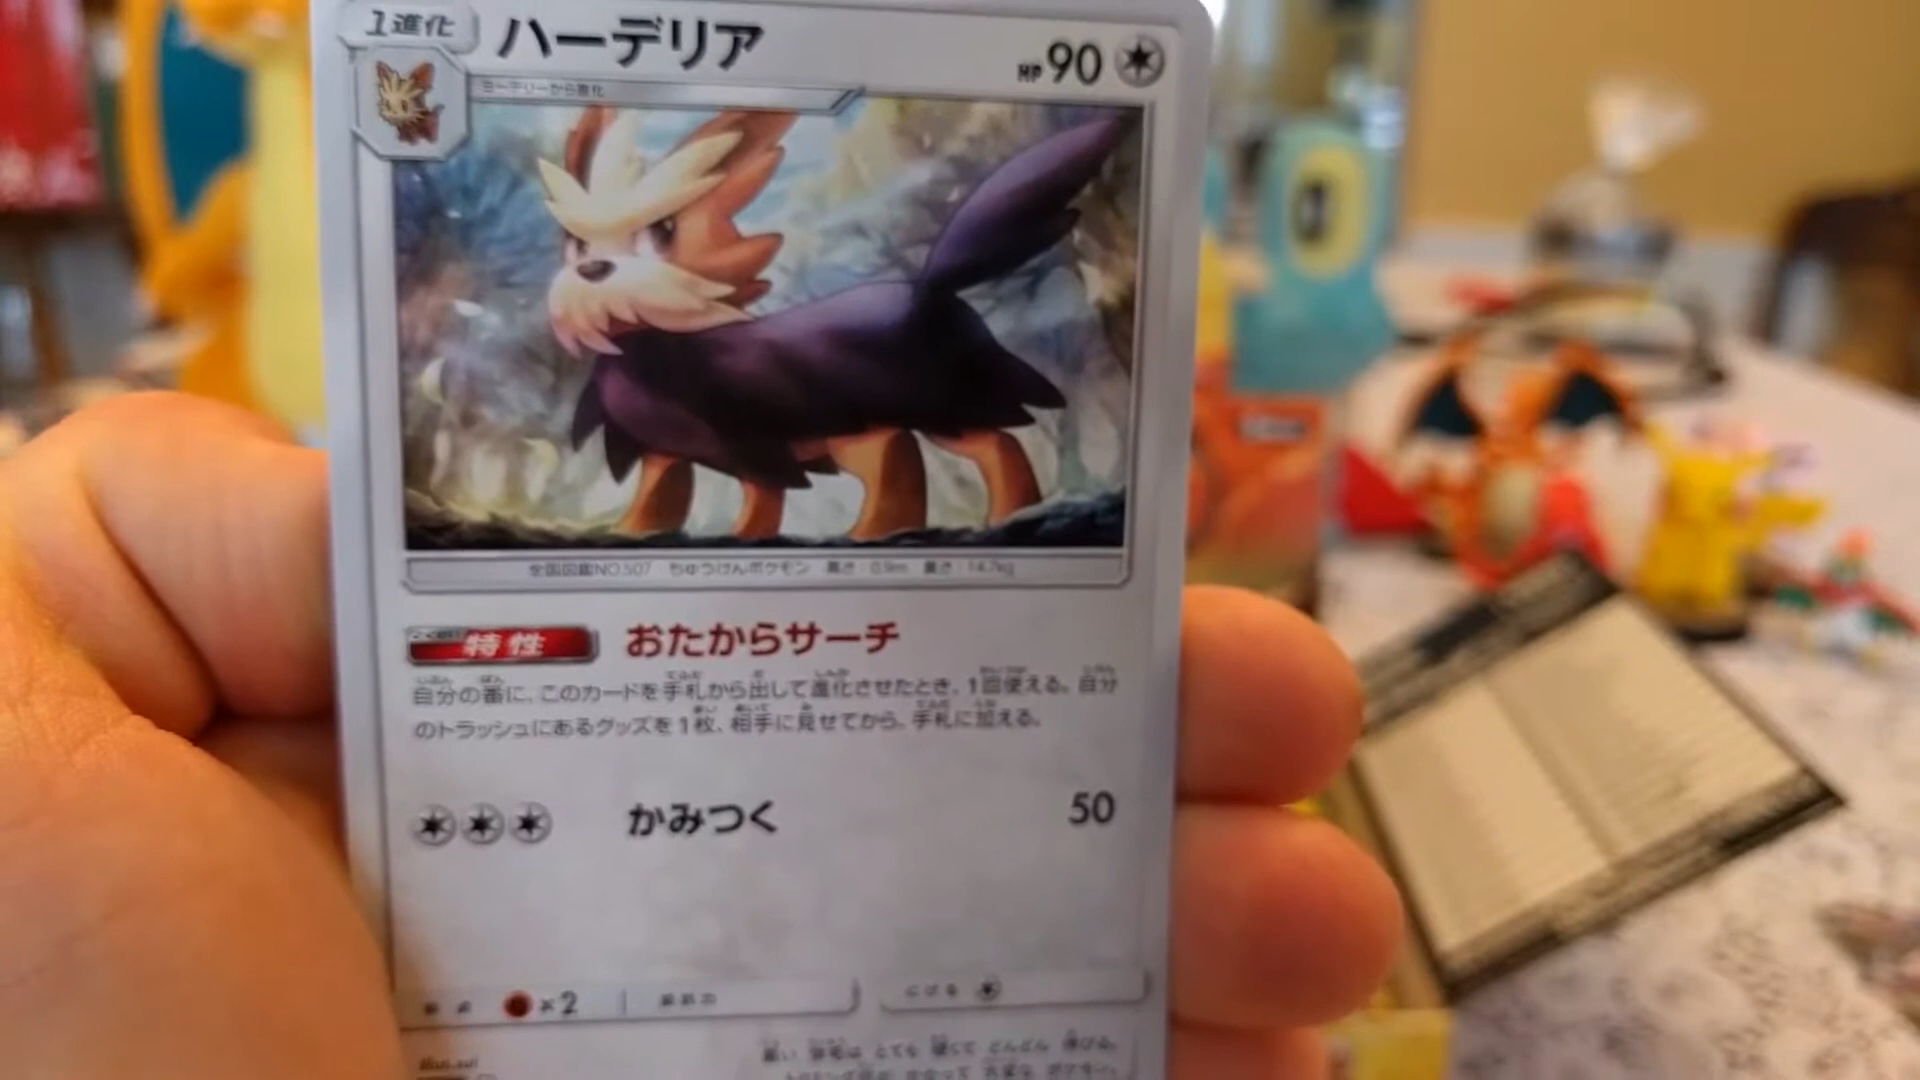 1進化
ハーデリア
HP 90
ヨーテリーから進化
全国図鑑NO.507 ちゅうけんポケモン 高さ:0.9m 重さ:14.7kg
特性 おたからサーチ
自分の番に、このカードを手札から出して進化させたとき、1回使える。自分
のトラッシュにあるグッズを1枚、相手に見せてから、手札に加える。
かみつく 50
×2
にげる